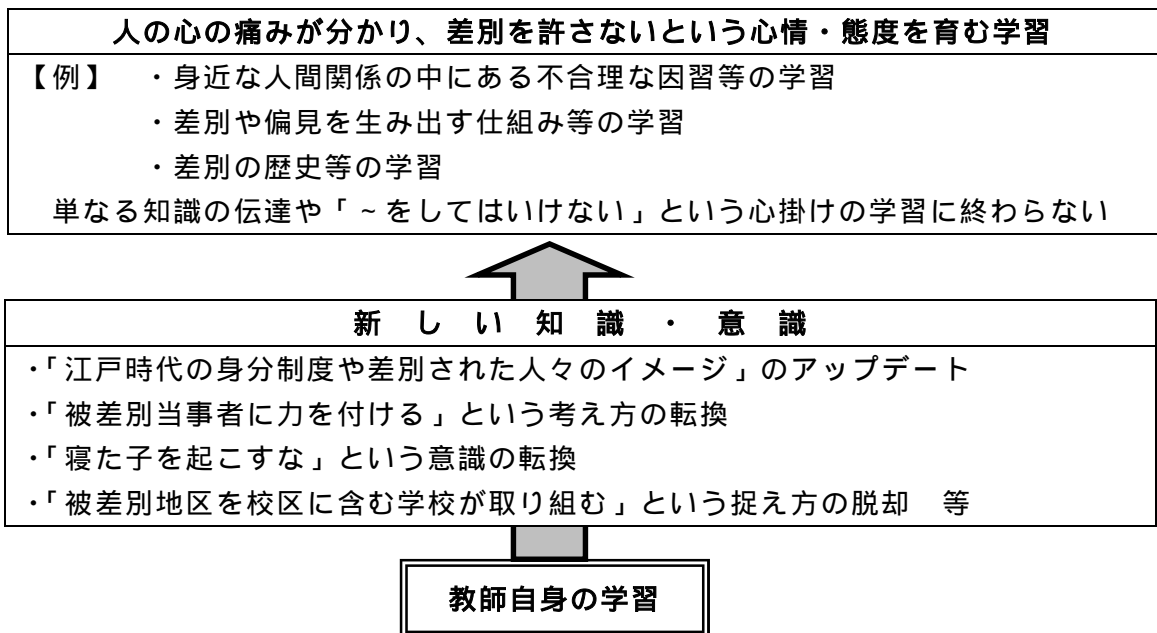 人の心の痛みが分かり、差別を許さないという心情・態度を育む学習
【例】 ・身近な人間関係の中にある不合理な因習等の学習
・差別や偏見を生み出す仕組み等の学習
・差別の歴史等の学習
単なる知識の伝達や「~をしてはいけない」という心掛けの学習に終わらない
新しい知識・意識
・「江戸時代の身分制度や差別された人々のイメージ」のアップデート
・「被差別当事者に力を付ける」という考え方の転換
・「寝た子を起こすな」という意識の転換
・「被差別地区を校区に含む学校が取り組む」という捉え方の脱却 等
教師自身の学習